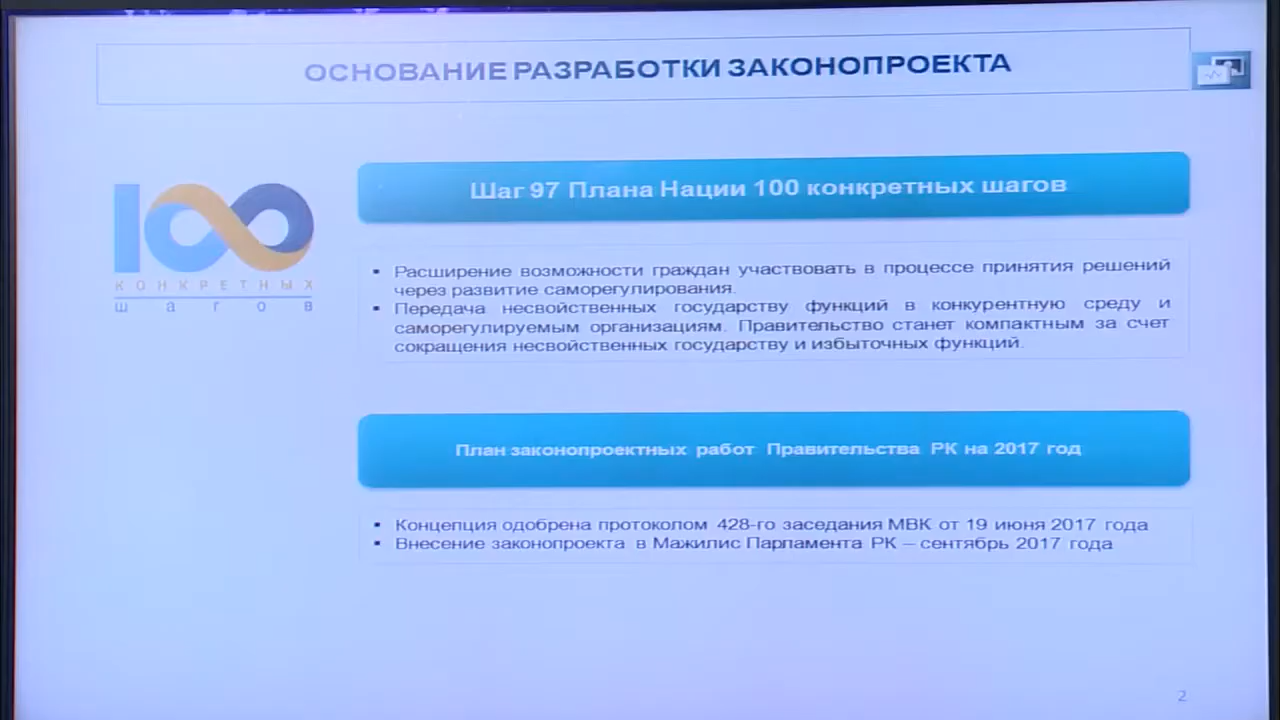 ОСНОВАНИЕ РАЗРАБОТКИ ЗАКОНОПРОЕКТА
100
КОНКРЕТНЫХ
шагов
Шаг 97 Плана Нации 100 конкретных шагов
▪ Расширение возможности граждан участвовать в процессе принятия решений
через развитие саморегулирования.
▪ Передача несвойственных государству функций в конкурентную среду и
саморегулируемым организациям. Правительство станет компактным за счет
сокращения несвойственных государству и избыточных функций.
План законопроектных работ Правительства РК на 2017 год
▪ Концепция одобрена протоколом 428-го заседания МВК от 19 июня 2017 года
▪ Внесение законопроекта в Мажилис Парламента РК – сентябрь 2017 года
2